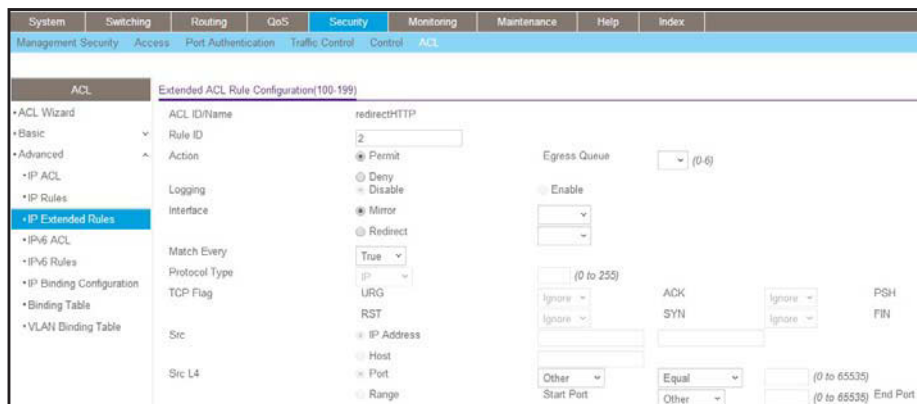 System Switching Routing QoS Security Monitoring Maintenance Help Index
Management Security Access Port Authentication Traffic Control Control ACL
ACL Extended ACL Rule Configuration(100-199)
•ACL Wizard ACL ID/Name redirectHTTP
•Basic Rule ID 2
•Advanced Action Permit Egress Queue (0-6)
•IP ACL Deny
Logging Disable Enable
•IP Rules
Interface Mirror
•IP Extended Rules
Redirect
•IPv6 ACL
Match Every True
•IPv6 Rules
Protocol Type IP (0 to 255)
•IP Binding Configuration
TCP Flag URG Ignore ACK Ignore PSH
•Binding Table
RST Ignore SYN Ignore FIN
•VLAN Binding Table
Src IP Address
Host
Src L4 Port Other Equal (0 to 65535)
Range Start Port Other (0 to 65535) End Port